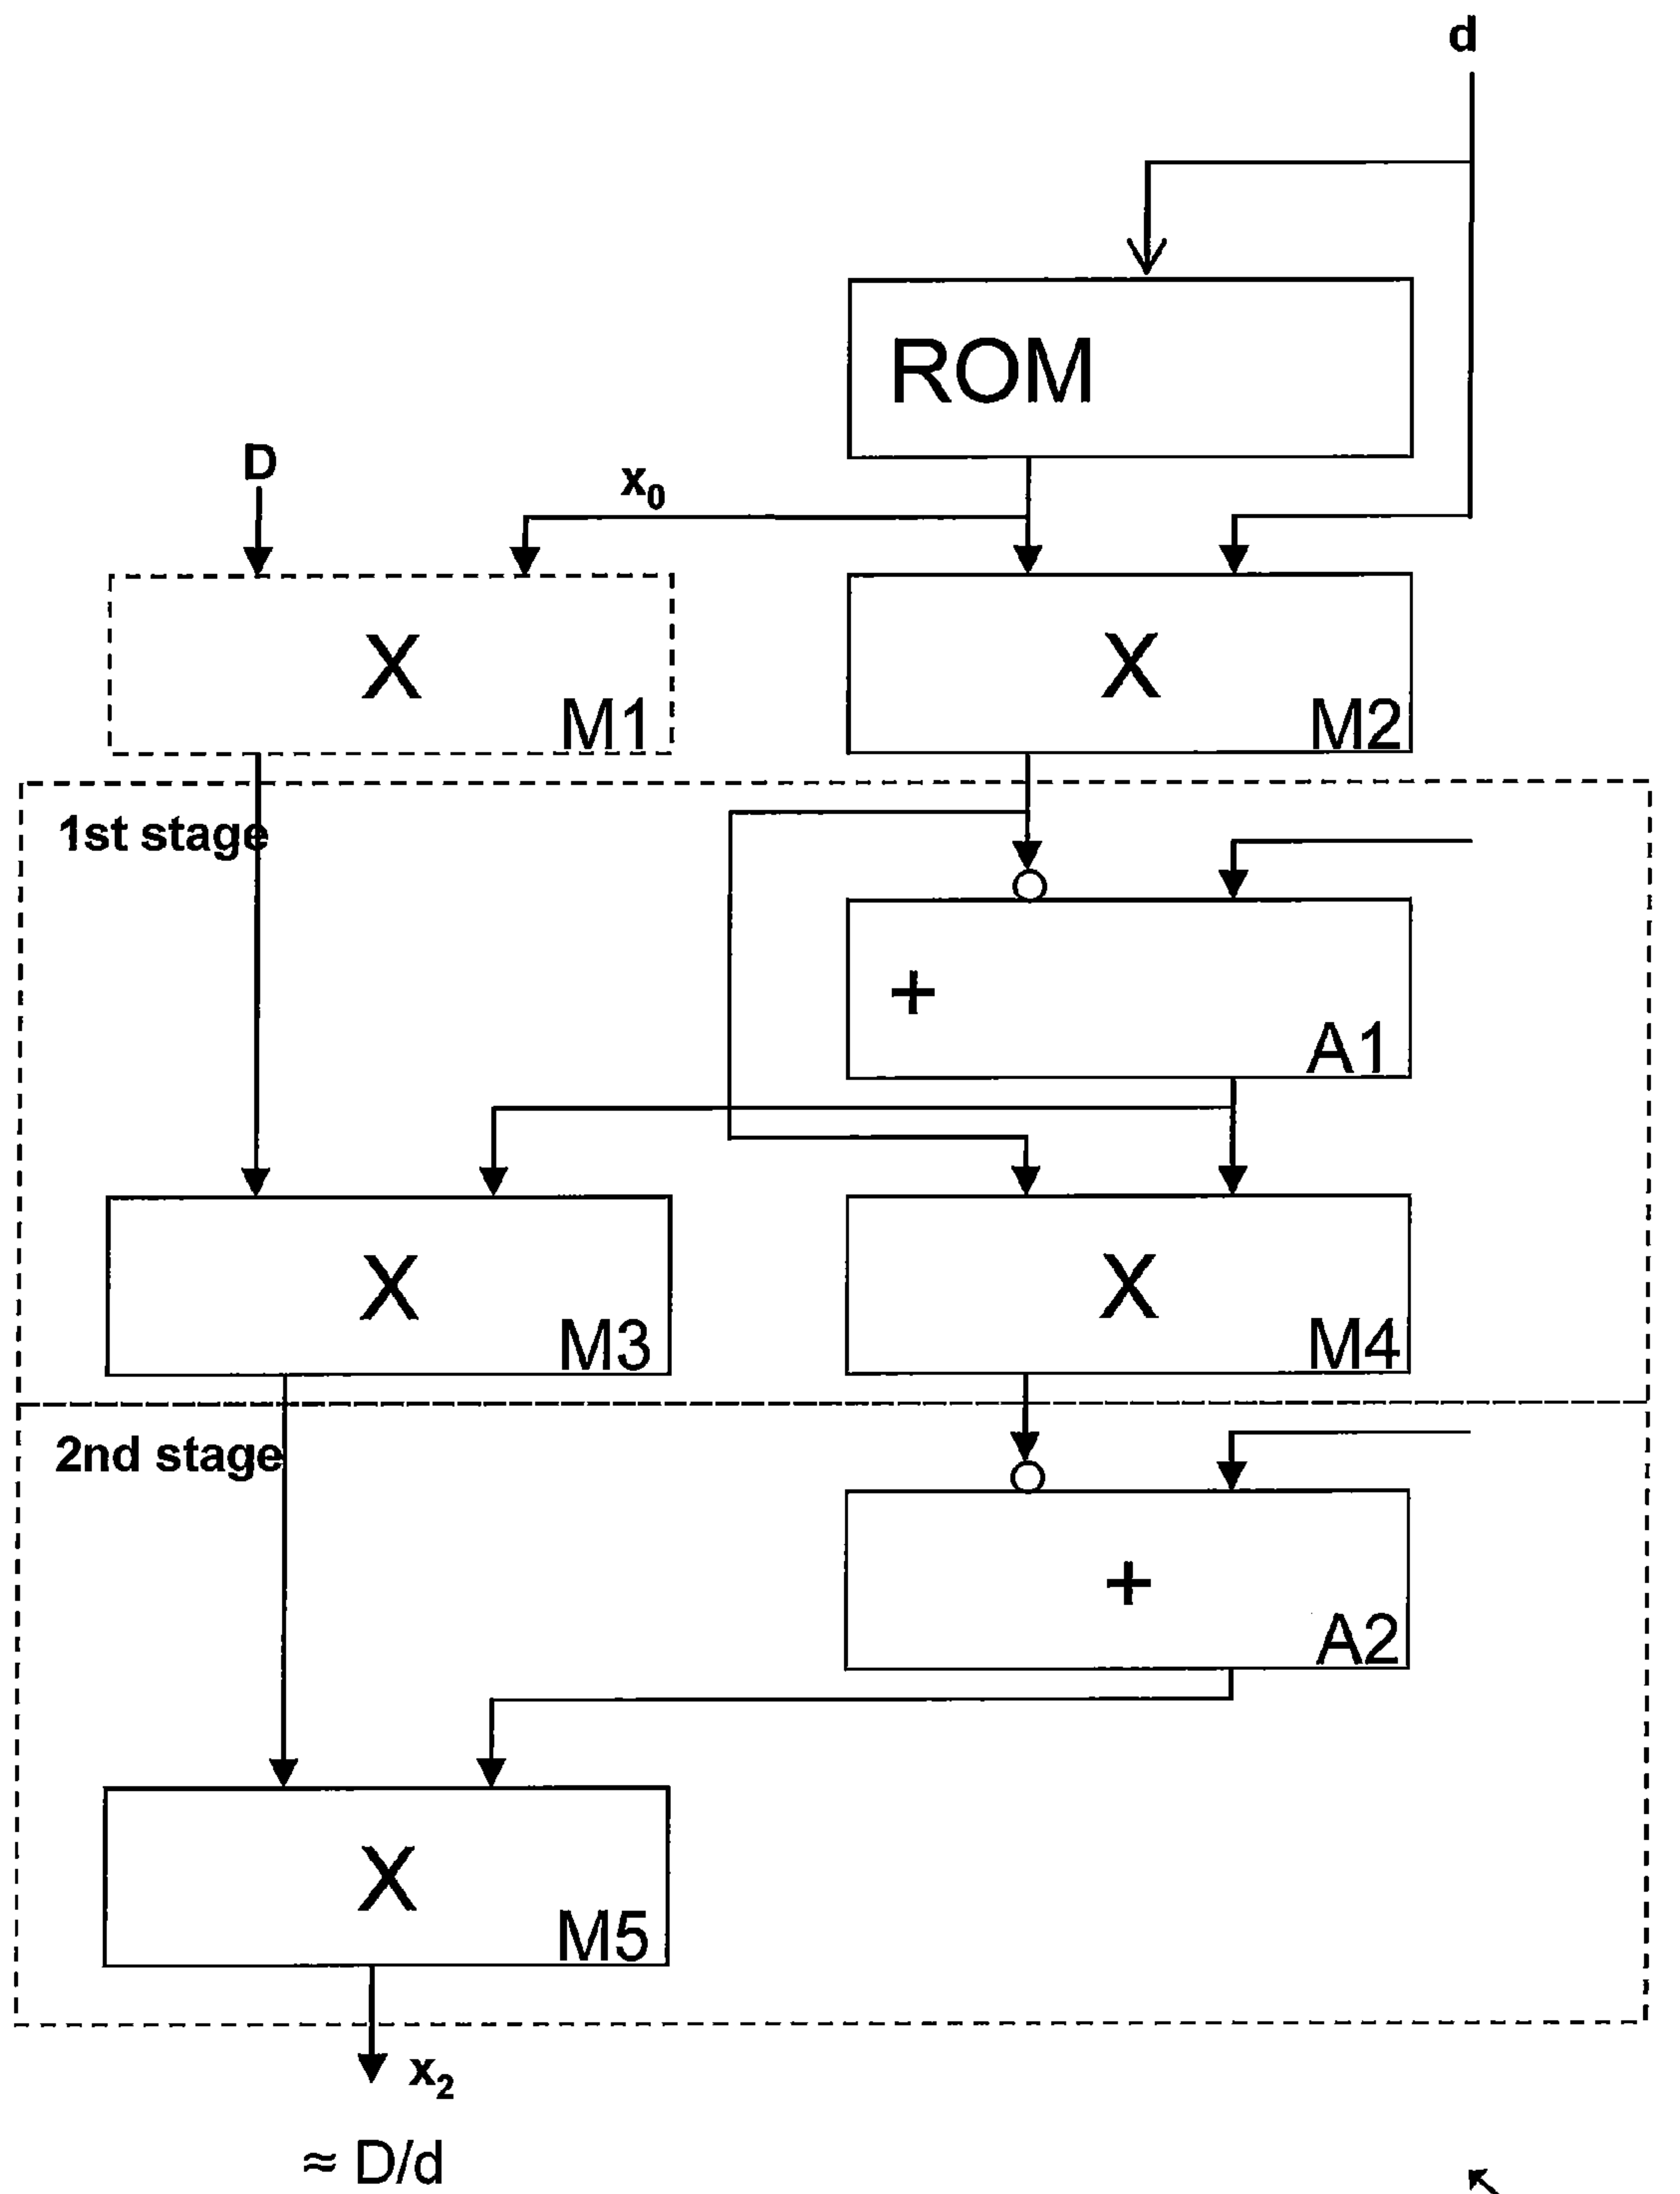 d
ROM
D
x₀
X
M1
X
M2
1st stage
+
A1
X
M3
X
M4
2nd stage
+
A2
X
M5
x₂
≈ D/d